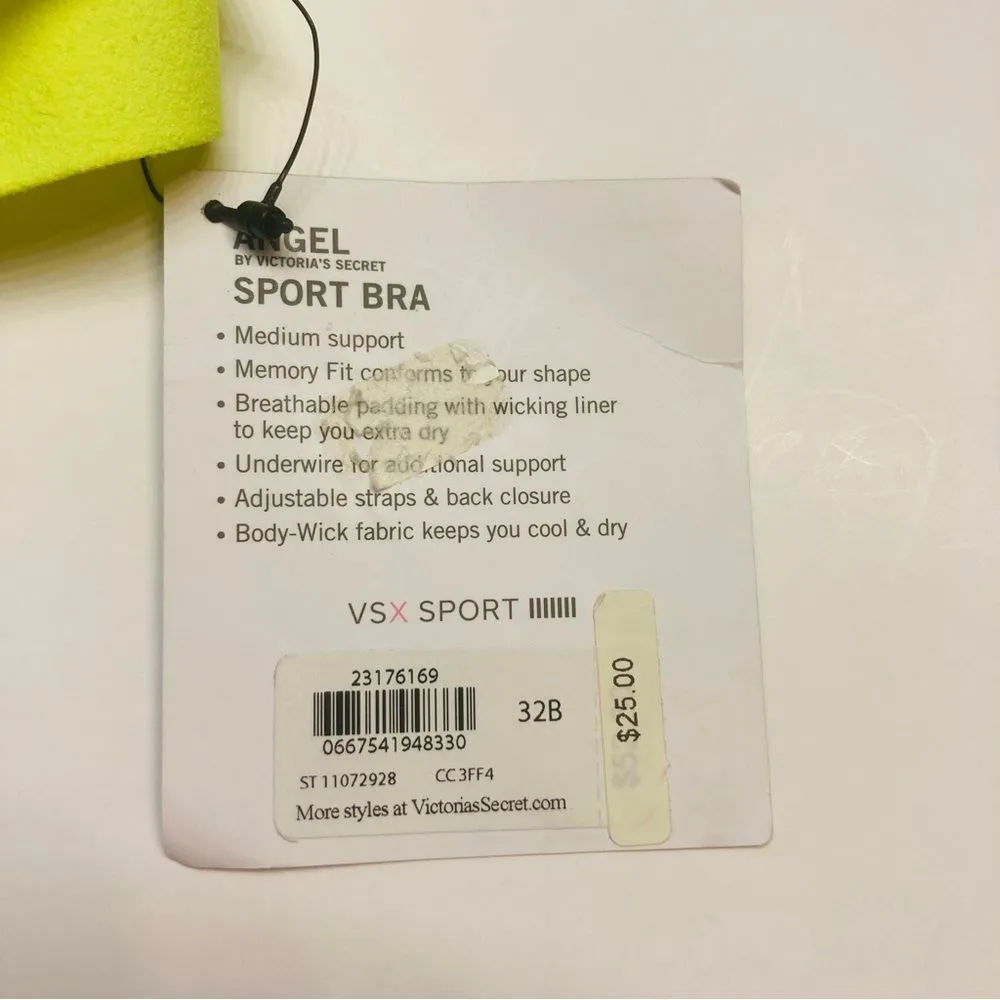 ANGEL
BY VICTORIA'S SECRET
SPORT BRA
• Medium support
• Memory Fit conforms to your shape
• Breathable padding with wicking liner
to keep you extra dry
• Underwire for additional support
• Adjustable straps & back closure
• Body-Wick fabric keeps you cool & dry
VSX SPORT
23176169
32B
0667541948330
ST 11072928 CC 3FF4
More styles at VictoriasSecret.com
$25.00